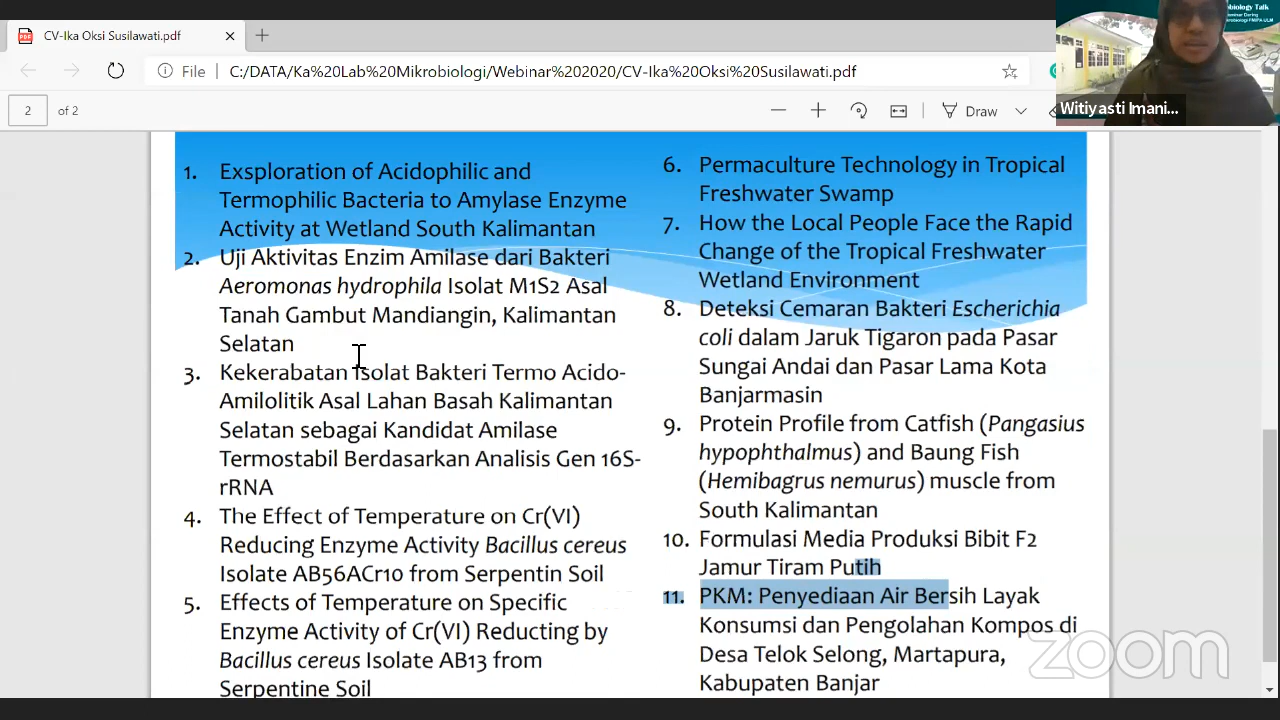 CV-Ika Oksi Susilawati.pdf
File
C:/DATA/Ka%20Lab%20Mikrobiologi/Webinar%202020/CV-Ika%20Oksi%20Susilawati.pdf
2 of 2
Draw
Witiyasti Imani...
1. Exsploration of Acidophilic and
Termophilic Bacteria to Amylase Enzyme
Activity at Wetland South Kalimantan
2. Uji Aktivitas Enzim Amilase dari Bakteri
Aeromonas hydrophila Isolat M1S2 Asal
Tanah Gambut Mandiangin, Kalimantan
Selatan
3. Kekerabatan Isolat Bakteri Termo Acido-
Amilolitik Asal Lahan Basah Kalimantan
Selatan sebagai Kandidat Amilase
Termostabil Berdasarkan Analisis Gen 16S-
rRNA
4. The Effect of Temperature on Cr(VI)
Reducing Enzyme Activity Bacillus cereus
Isolate AB56ACr10 from Serpentin Soil
5. Effects of Temperature on Specific
Enzyme Activity of Cr(VI) Reducting by
Bacillus cereus Isolate AB13 from
Serpentine Soil
6. Permaculture Technology in Tropical
Freshwater Swamp
7. How the Local People Face the Rapid
Change of the Tropical Freshwater
Wetland Environment
8. Deteksi Cemaran Bakteri Escherichia
coli dalam Jaruk Tigaron pada Pasar
Sungai Andai dan Pasar Lama Kota
Banjarmasin
9. Protein Profile from Catfish (Pangasius
hypophthalmus) and Baung Fish
(Hemibagrus nemurus) muscle from
South Kalimantan
10. Formulasi Media Produksi Bibit F2
Jamur Tiram Putih
11. PKM: Penyediaan Air Bersih Layak
Konsumsi dan Pengolahan Kompos di
Desa Telok Selong, Martapura,
Kabupaten Banjar
zoom